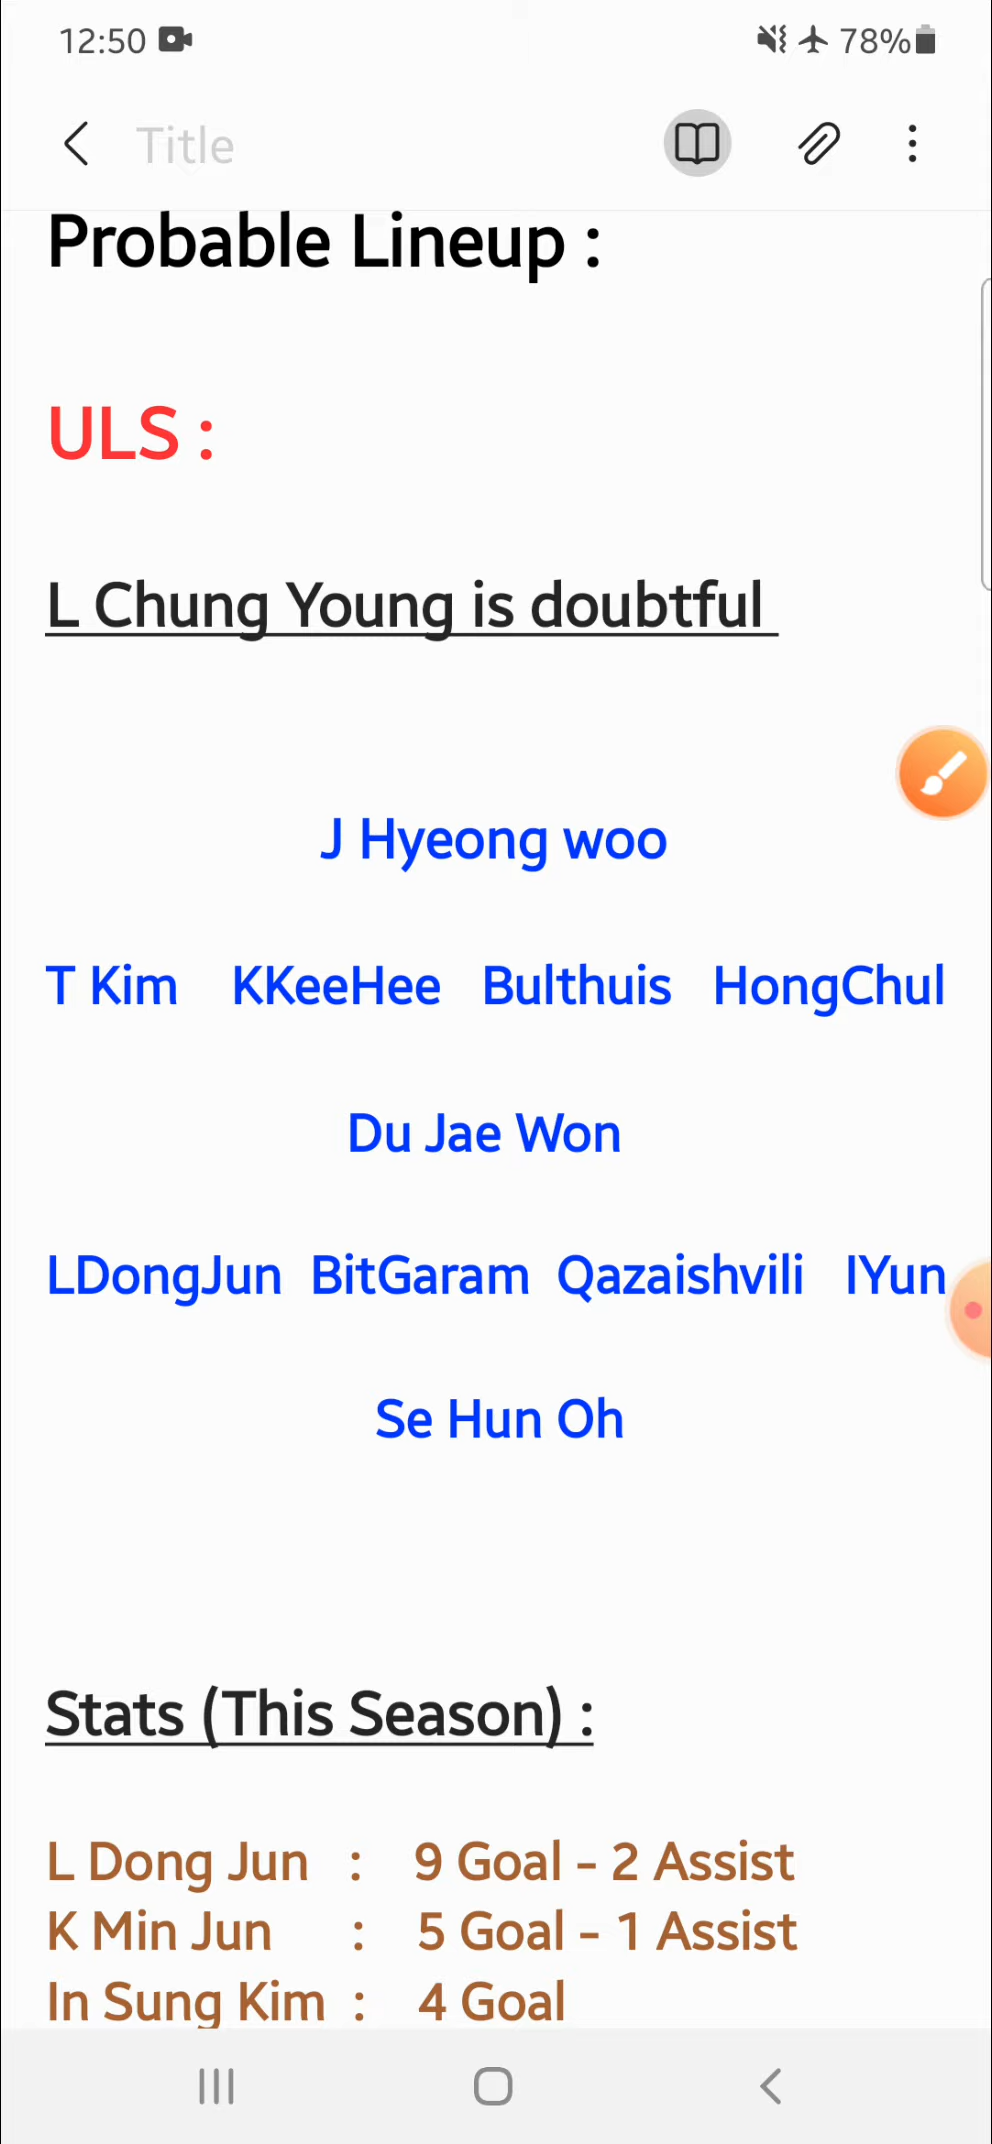 12:50 78%
Title
Probable Lineup :
ULS :
L Chung Young is doubtful
J Hyeong woo
T Kim KKeeHee Bulthuis HongChul
Du Jae Won
LDongJun BitGaram Qazaishvili IYun
Se Hun Oh
Stats (This Season) :
L Dong Jun : 9 Goal - 2 Assist
K Min Jun : 5 Goal - 1 Assist
In Sung Kim : 4 Goal